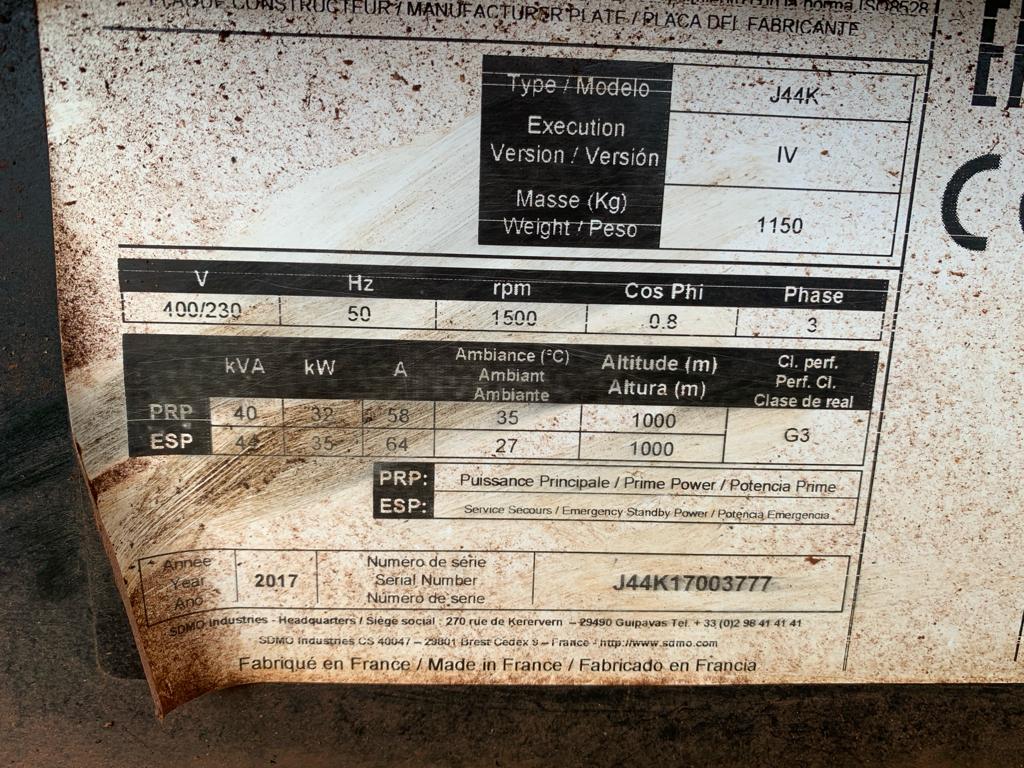 la norma ISO8528
PLAQUE CONSTRUCTEUR / MANUFACTURER PLATE / PLACA DEL FABRICANTE
Type / Modelo J44K
Execution
Version / Versión IV
Masse (Kg)
Weight / Peso 1150
V Hz rpm Cos Phi Phase
400/230 50 1500 0.8 3
kVA kW A Ambiance (°C) Altitude (m) Cl. perf.
Ambiant Altura (m) Perf. Cl.
Ambiante Clase de real
PRP 40 32 58 35 1000 G3
ESP 44 35 64 27 1000
PRP: Puissance Principale / Prime Power / Potencia Prime
ESP: Service Secours / Emergency Standby Power / Potencia Emergencia
Année Numéro de série
Year 2017 Serial Number J44K17003777
Ano Número de serie
SDMO Industries - Headquarters / Siège social : 270 rue de Kerervern - 29490 Guipavas Tel. + 33 (0)2 98 41 41 41
SDMO Industries CS 40047 - 29801 Brest Cedex 9 - France - http://www.sdmo.com
Fabriqué en France / Made in France / Fabricado en Francia